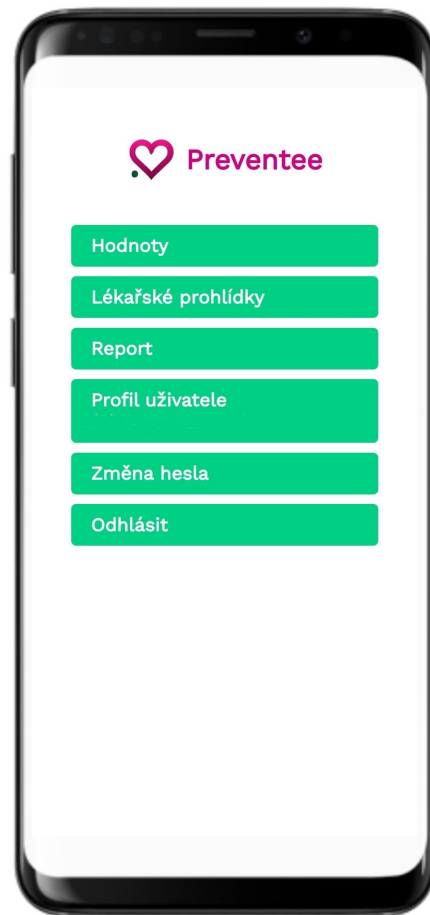 Preventee
Hodnoty
Lékařské prohlídky
Report
Profil uživatele
Změna hesla
Odhlásit